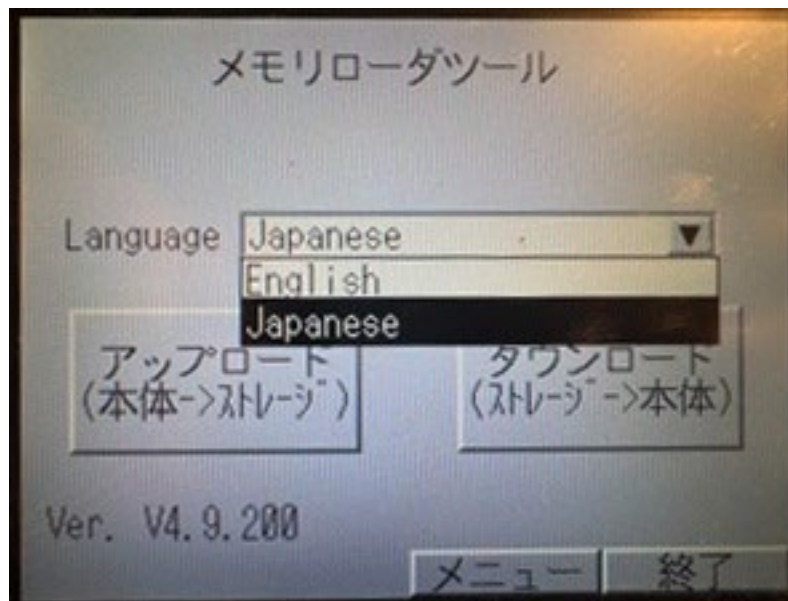 メモリローダツール
Language Japanese
English
Japanese
アップロード
(本体->ｽﾄﾚｰｼﾞ)
ダウンロード
(ｽﾄﾚｰｼﾞ->本体)
Ver. V4.9.200
メニュー 終了